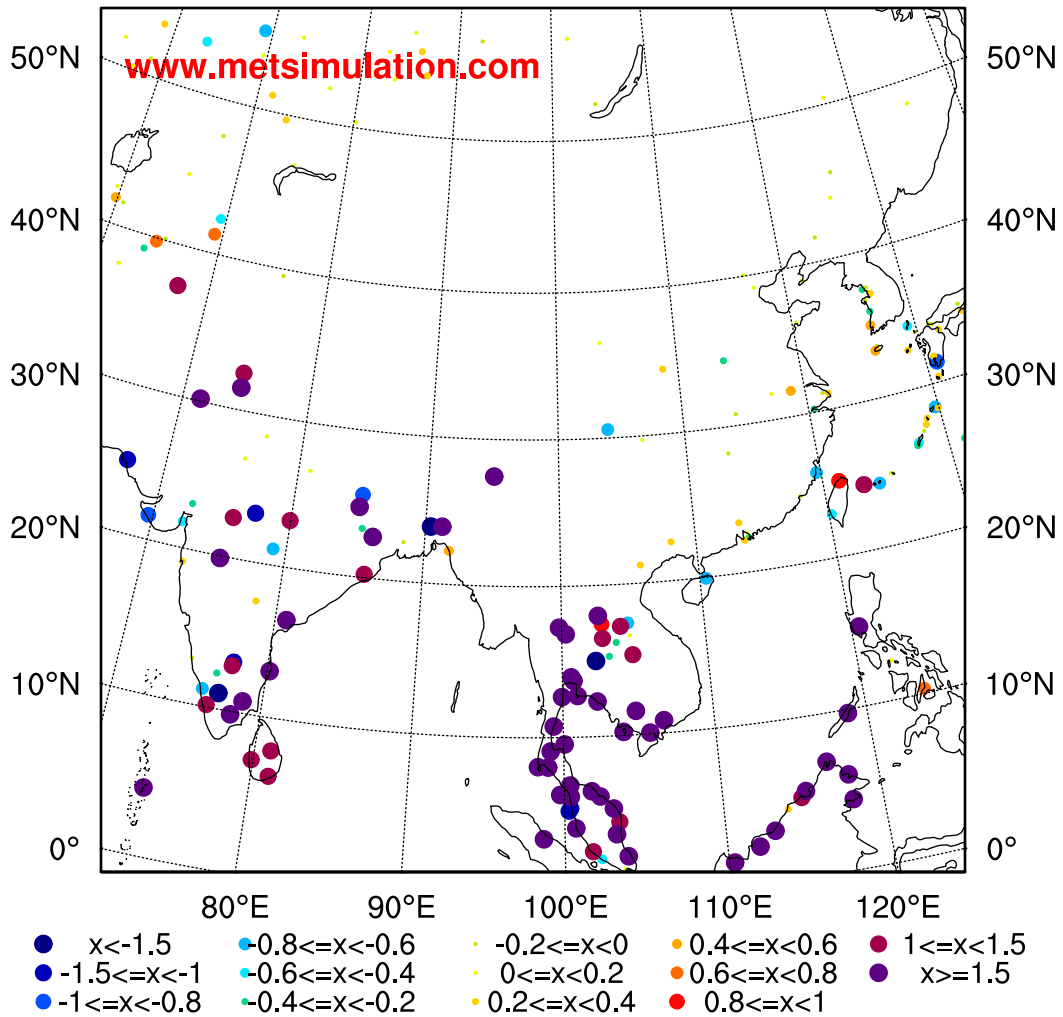 www.metsimulation.com
50°N 50°N
40°N 40°N
30°N 30°N
20°N 20°N
10°N 10°N
0° 0°
80°E 90°E 100°E 110°E 120°E
x<-1.5 -0.8<=x<-0.6 -0.2<=x<0 0.4<=x<0.6 1<=x<1.5
-1.5<=x<-1 -0.6<=x<-0.4 0<=x<0.2 0.6<=x<0.8 x>=1.5
-1<=x<-0.8 -0.4<=x<-0.2 0.2<=x<0.4 0.8<=x<1